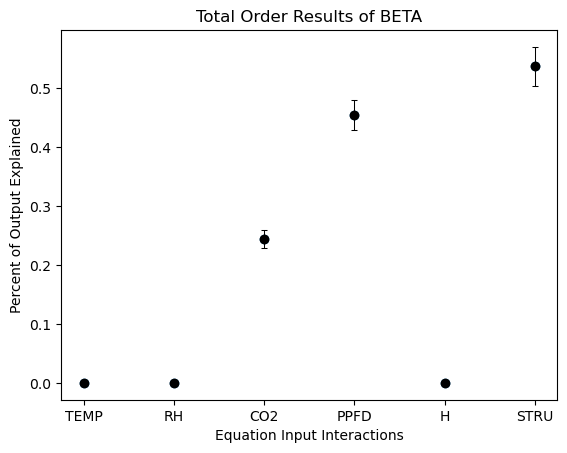 Total Order Results of BETA
Percent of Output Explained
0.5
0.4
0.3
0.2
0.1
0.0
TEMP RH CO2 PPFD H STRU
Equation Input Interactions